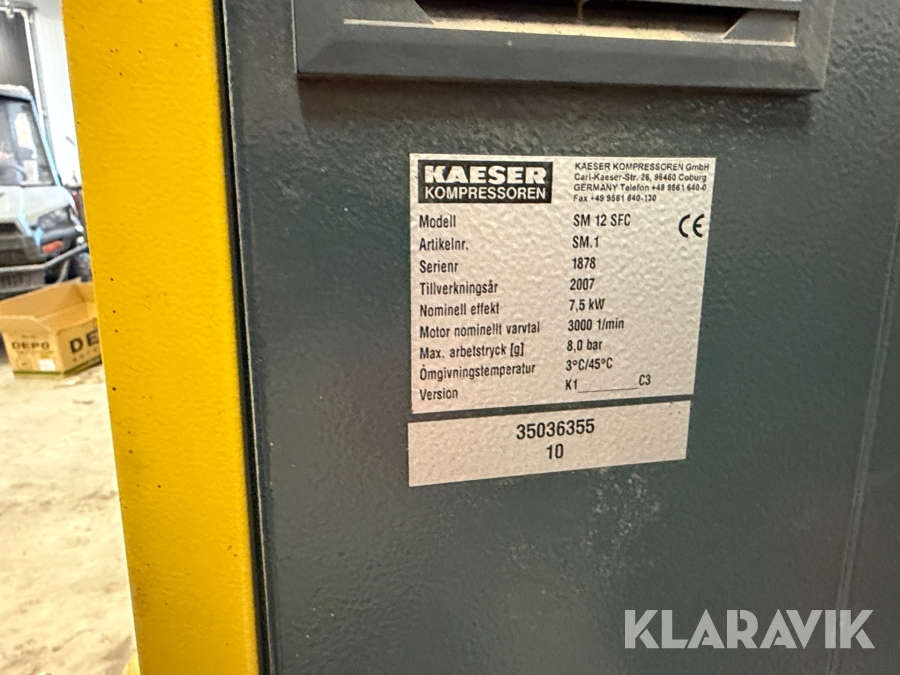 KAESER
KOMPRESSOREN
KAESER KOMPRESSOREN GmbH
Carl-Kaeser-Str. 26, 96450 Coburg
GERMANY Telefon +49 9561 640-0
Fax +49 9561 640-130
CE
Modell SM 12 SFC
Artikelnr. SM.1
Serienr 1878
Tillverkningsår 2007
Nominell effekt 7,5 kW
Motor nominellt varvtal 3000 1/min
Max. arbetstryck [g] 8,0 bar
Omgivningstemperatur 3°C/45°C
Version K1________C3
35036355
10
DEPO
DE
KLARAVIK